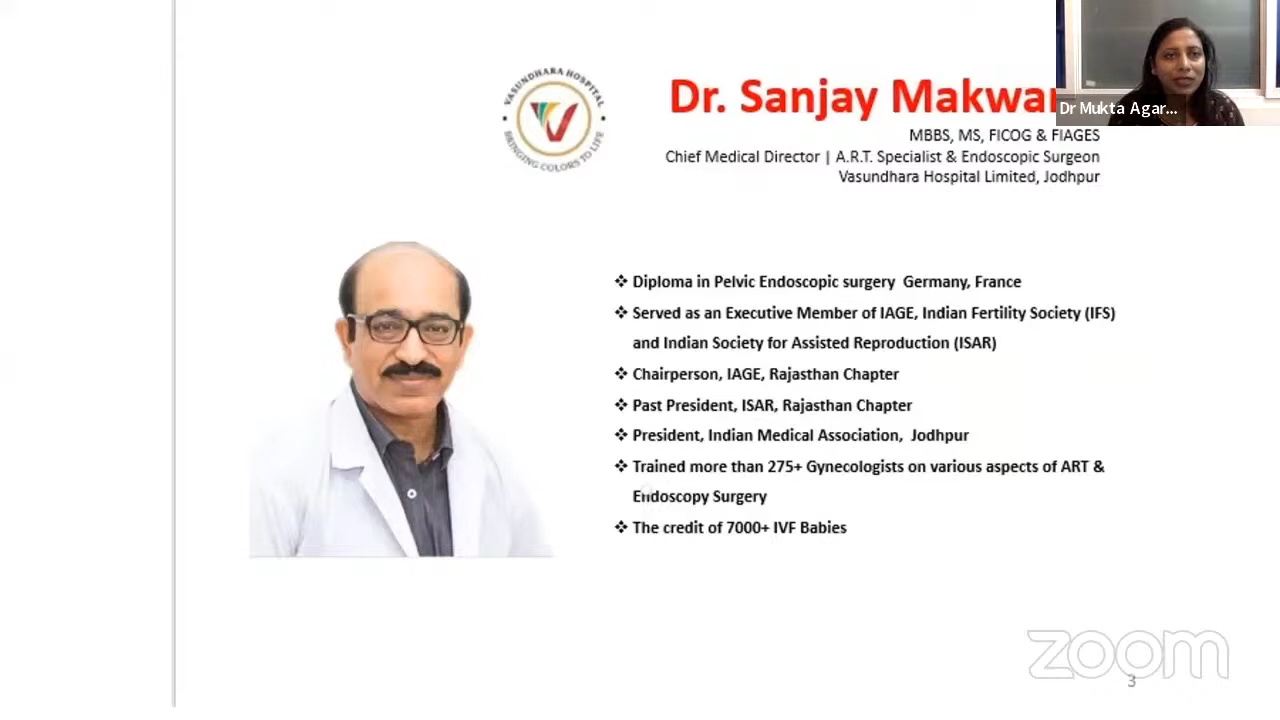 VASUNDHARA HOSPITAL
BRINGING COLORS TO LIFE
Dr. Sanjay
MBBS, MS, FICOG & FIAGES
Chief Medical Director | A.R.T. Specialist & Endoscopic Surgeon
Vasundhara Hospital Limited, Jodhpur
Dr Mukta Agar...
❖ Diploma in Pelvic Endoscopic surgery Germany, France
❖ Served as an Executive Member of IAGE, Indian Fertility Society (IFS)
and Indian Society for Assisted Reproduction (ISAR)
❖ Chairperson, IAGE, Rajasthan Chapter
❖ Past President, ISAR, Rajasthan Chapter
❖ President, Indian Medical Association, Jodhpur
❖ Trained more than 275+ Gynecologists on various aspects of ART &
Endoscopy Surgery
❖ The credit of 7000+ IVF Babies
zoom
3